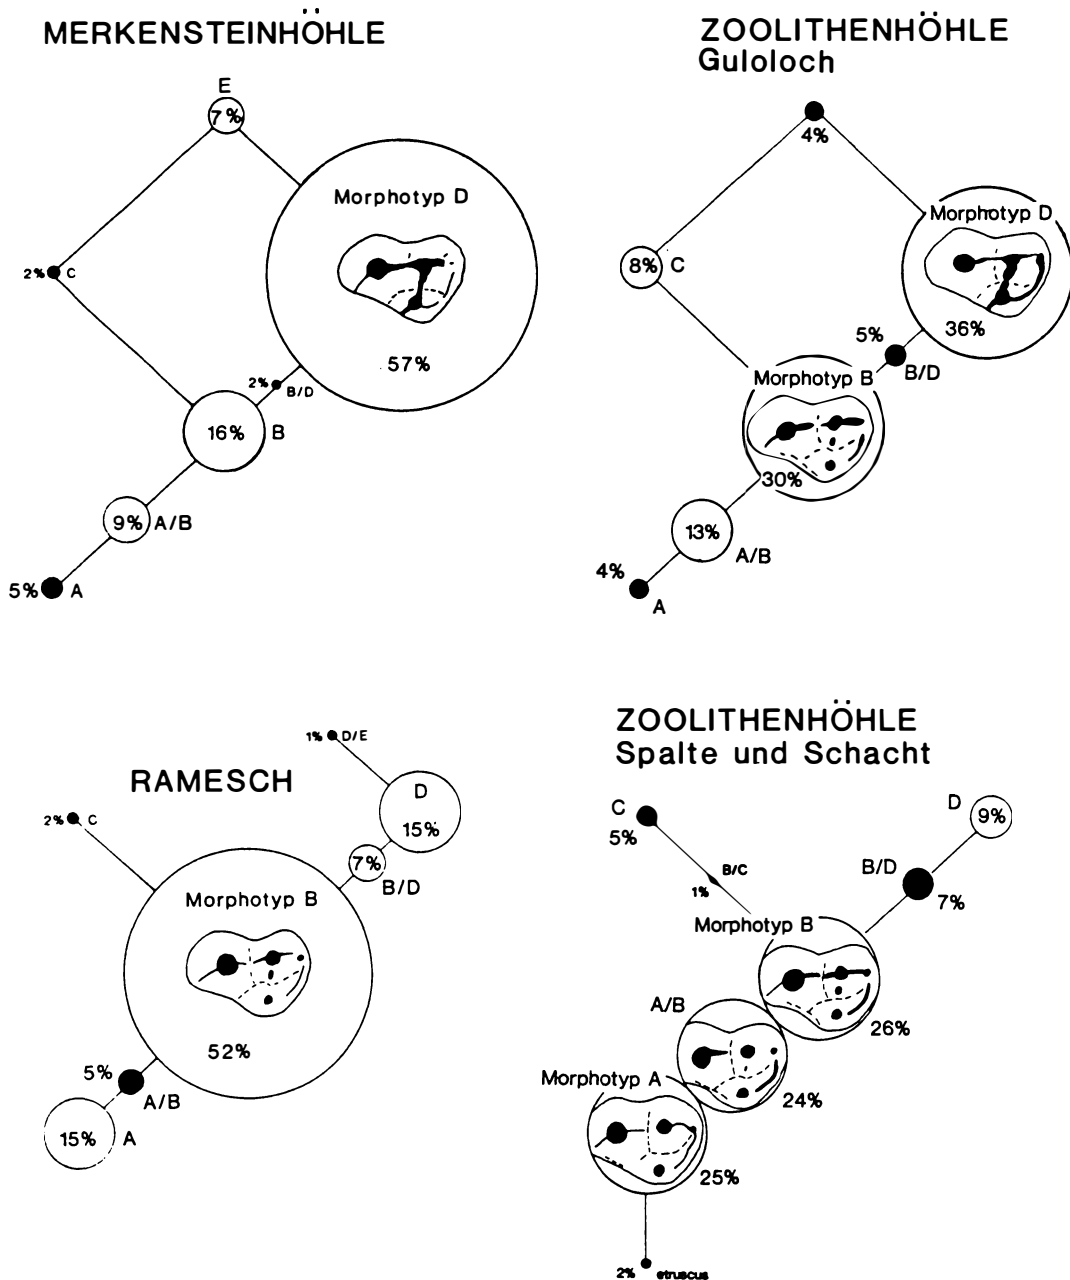 MERKENSTEINHÖHLE
E
7%
Morphotyp D
2% C
57%
2% B/D
16% B
9% A/B
5% A
ZOOLITHENHÖHLE
Guloloch
4%
Morphotyp D
8% C
36%
5%
B/D
Morphotyp B
30%
13%
A/B
4%
A
RAMESCH
1% D/E
D
15%
2% C
7%
B/D
Morphotyp B
52%
5%
A/B
15% A
ZOOLITHENHÖHLE
Spalte und Schacht
C
5%
D
9%
B/C
1%
B/D
7%
Morphotyp B
26%
A/B
24%
Morphotyp A
25%
2% etruscus